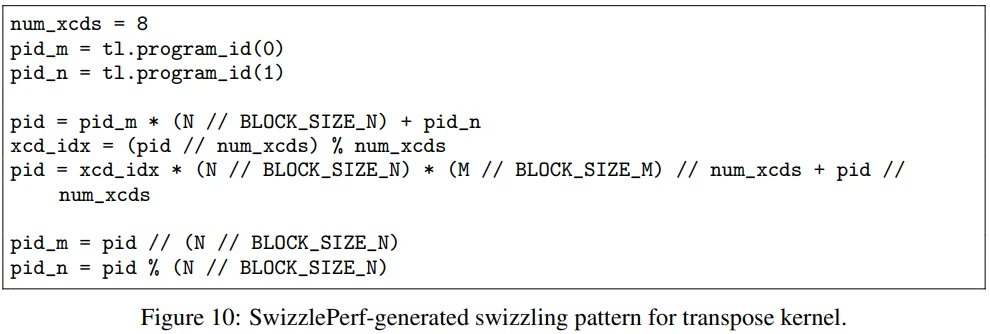 num_xcds = 8
pid_m = tl.program_id(0)
pid_n = tl.program_id(1)
pid = pid_m * (N // BLOCK_SIZE_N) + pid_n
xcd_idx = (pid // num_xcds) % num_xcds
pid = xcd_idx * (N // BLOCK_SIZE_N) * (M // BLOCK_SIZE_M) // num_xcds + pid //
num_xcds
pid_m = pid // (N // BLOCK_SIZE_N)
pid_n = pid % (N // BLOCK_SIZE_N)
Figure 10: SwizzlePerf-generated swizzling pattern for transpose kernel.